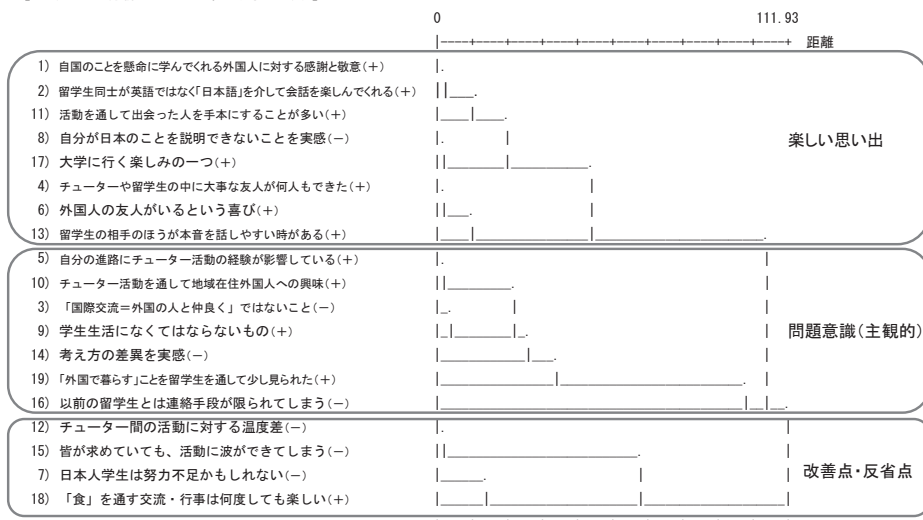 0 111.93
|----+----+----+----+----+----+----+----+----+----+ 距離
1) 自国のことを懸命に学んでくれる外国人に対する感謝と敬意(+)
2) 留学生同士が英語ではなく「日本語」を介して会話を楽しんでくれる(+)
11) 活動を通して出会った人を手本にすることが多い(+)
8) 自分が日本のことを説明できないことを実感(-)
楽しい思い出
17) 大学に行く楽しみの一つ(+)
4) チューターや留学生の中に大事な友人が何人もできた(+)
6) 外国人の友人がいるという喜び(+)
13) 留学生の相手のほうが本音を話しやすい時がある(+)
5) 自分の進路にチューター活動の経験が影響している(+)
10) チューター活動を通して地域在住外国人への興味(+)
3) 「国際交流=外国の人と仲良く」ではないこと(-)
9) 学生生活になくてはならないもの(+)
問題意識(主観的)
14) 考え方の差異を実感(-)
19) 「外国で暮らす」ことを留学生を通して少し見られた(+)
16) 以前の留学生とは連絡手段が限られてしまう(-)
12) チューター間の活動に対する温度差(-)
15) 皆が求めていても、活動に波ができてしまう(-)
7) 日本人学生は努力不足かもしれない(-)
改善点・反省点
18) 「食」を通す交流・行事は何度しても楽しい(+)